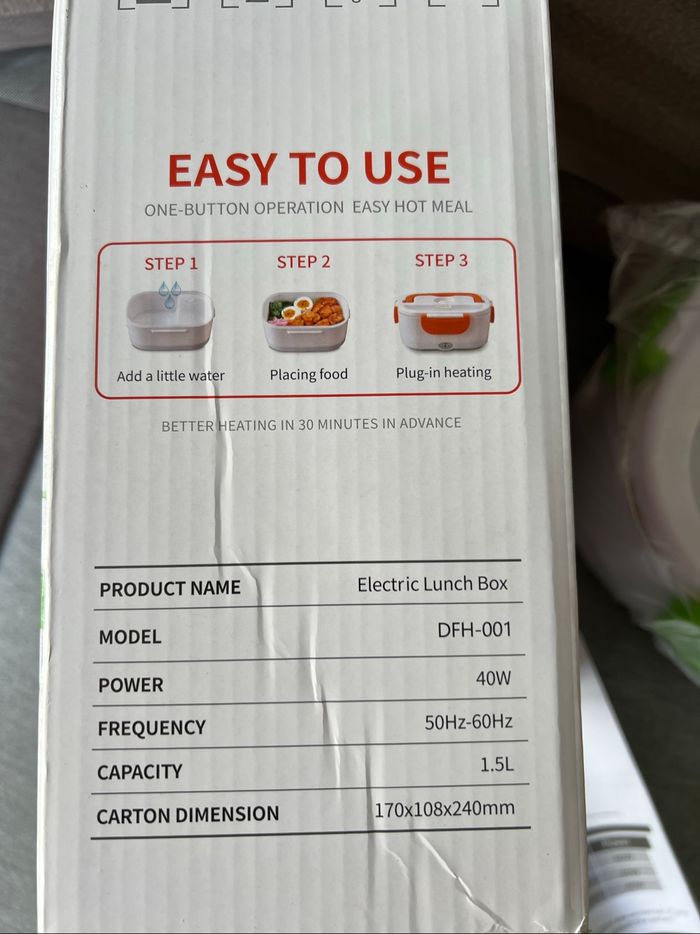 EASY TO USE
ONE-BUTTON OPERATION EASY HOT MEAL
STEP 1 STEP 2 STEP 3
Add a little water Placing food Plug-in heating
BETTER HEATING IN 30 MINUTES IN ADVANCE
PRODUCT NAME Electric Lunch Box
MODEL DFH-001
POWER 40W
FREQUENCY 50Hz-60Hz
CAPACITY 1.5L
CARTON DIMENSION 170x108x240mm